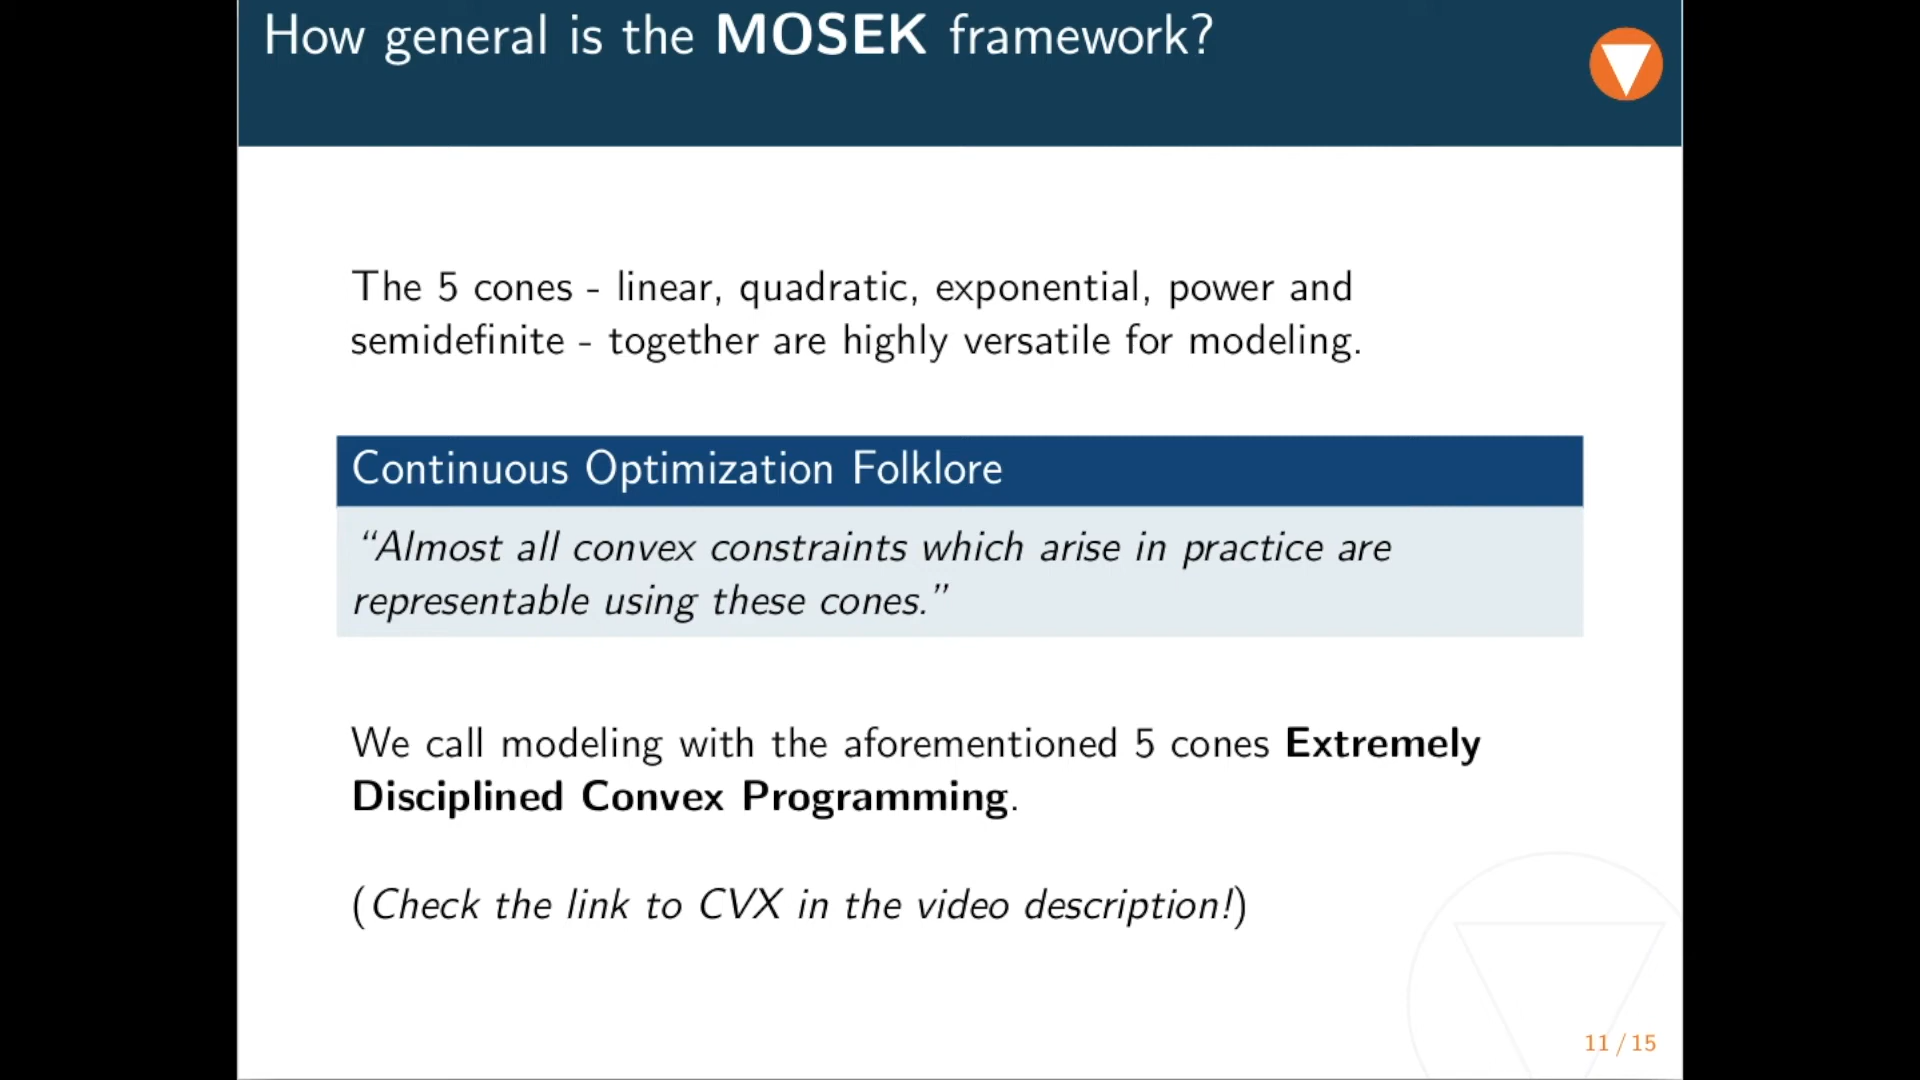 How general is the MOSEK framework?
The 5 cones - linear, quadratic, exponential, power and
semidefinite - together are highly versatile for modeling.
Continuous Optimization Folklore
“Almost all convex constraints which arise in practice are
representable using these cones.”
We call modeling with the aforementioned 5 cones Extremely
Disciplined Convex Programming.
(Check the link to CVX in the video description!)
11 / 15